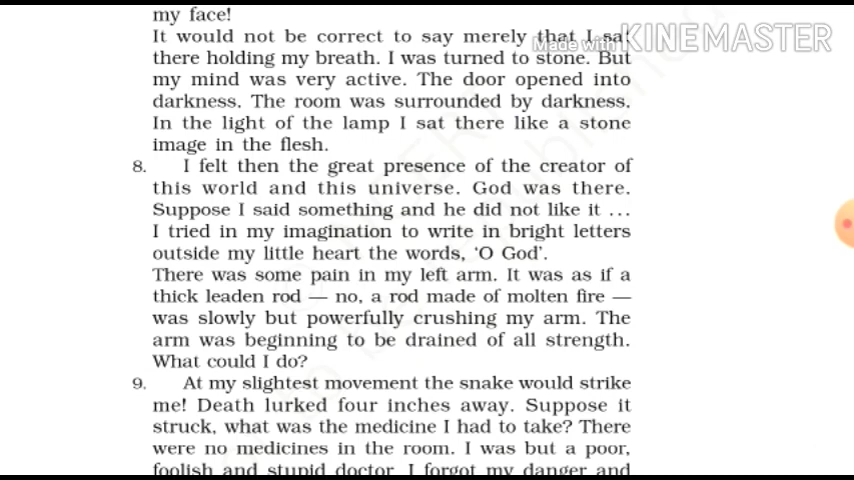 my face!
It would not be correct to say merely that I sat
there holding my breath. I was turned to stone. But
my mind was very active. The door opened into
darkness. The room was surrounded by darkness.
In the light of the lamp I sat there like a stone
image in the flesh.
8. I felt then the great presence of the creator of
this world and this universe. God was there.
Suppose I said something and he did not like it ...
I tried in my imagination to write in bright letters
outside my little heart the words, ‘O God’.
There was some pain in my left arm. It was as if a
thick leaden rod — no, a rod made of molten fire —
was slowly but powerfully crushing my arm. The
arm was beginning to be drained of all strength.
What could I do?
9. At my slightest movement the snake would strike
me! Death lurked four inches away. Suppose it
struck, what was the medicine I had to take? There
were no medicines in the room. I was but a poor,
foolish and stupid doctor. I forgot my danger and
Made with KINEMASTER